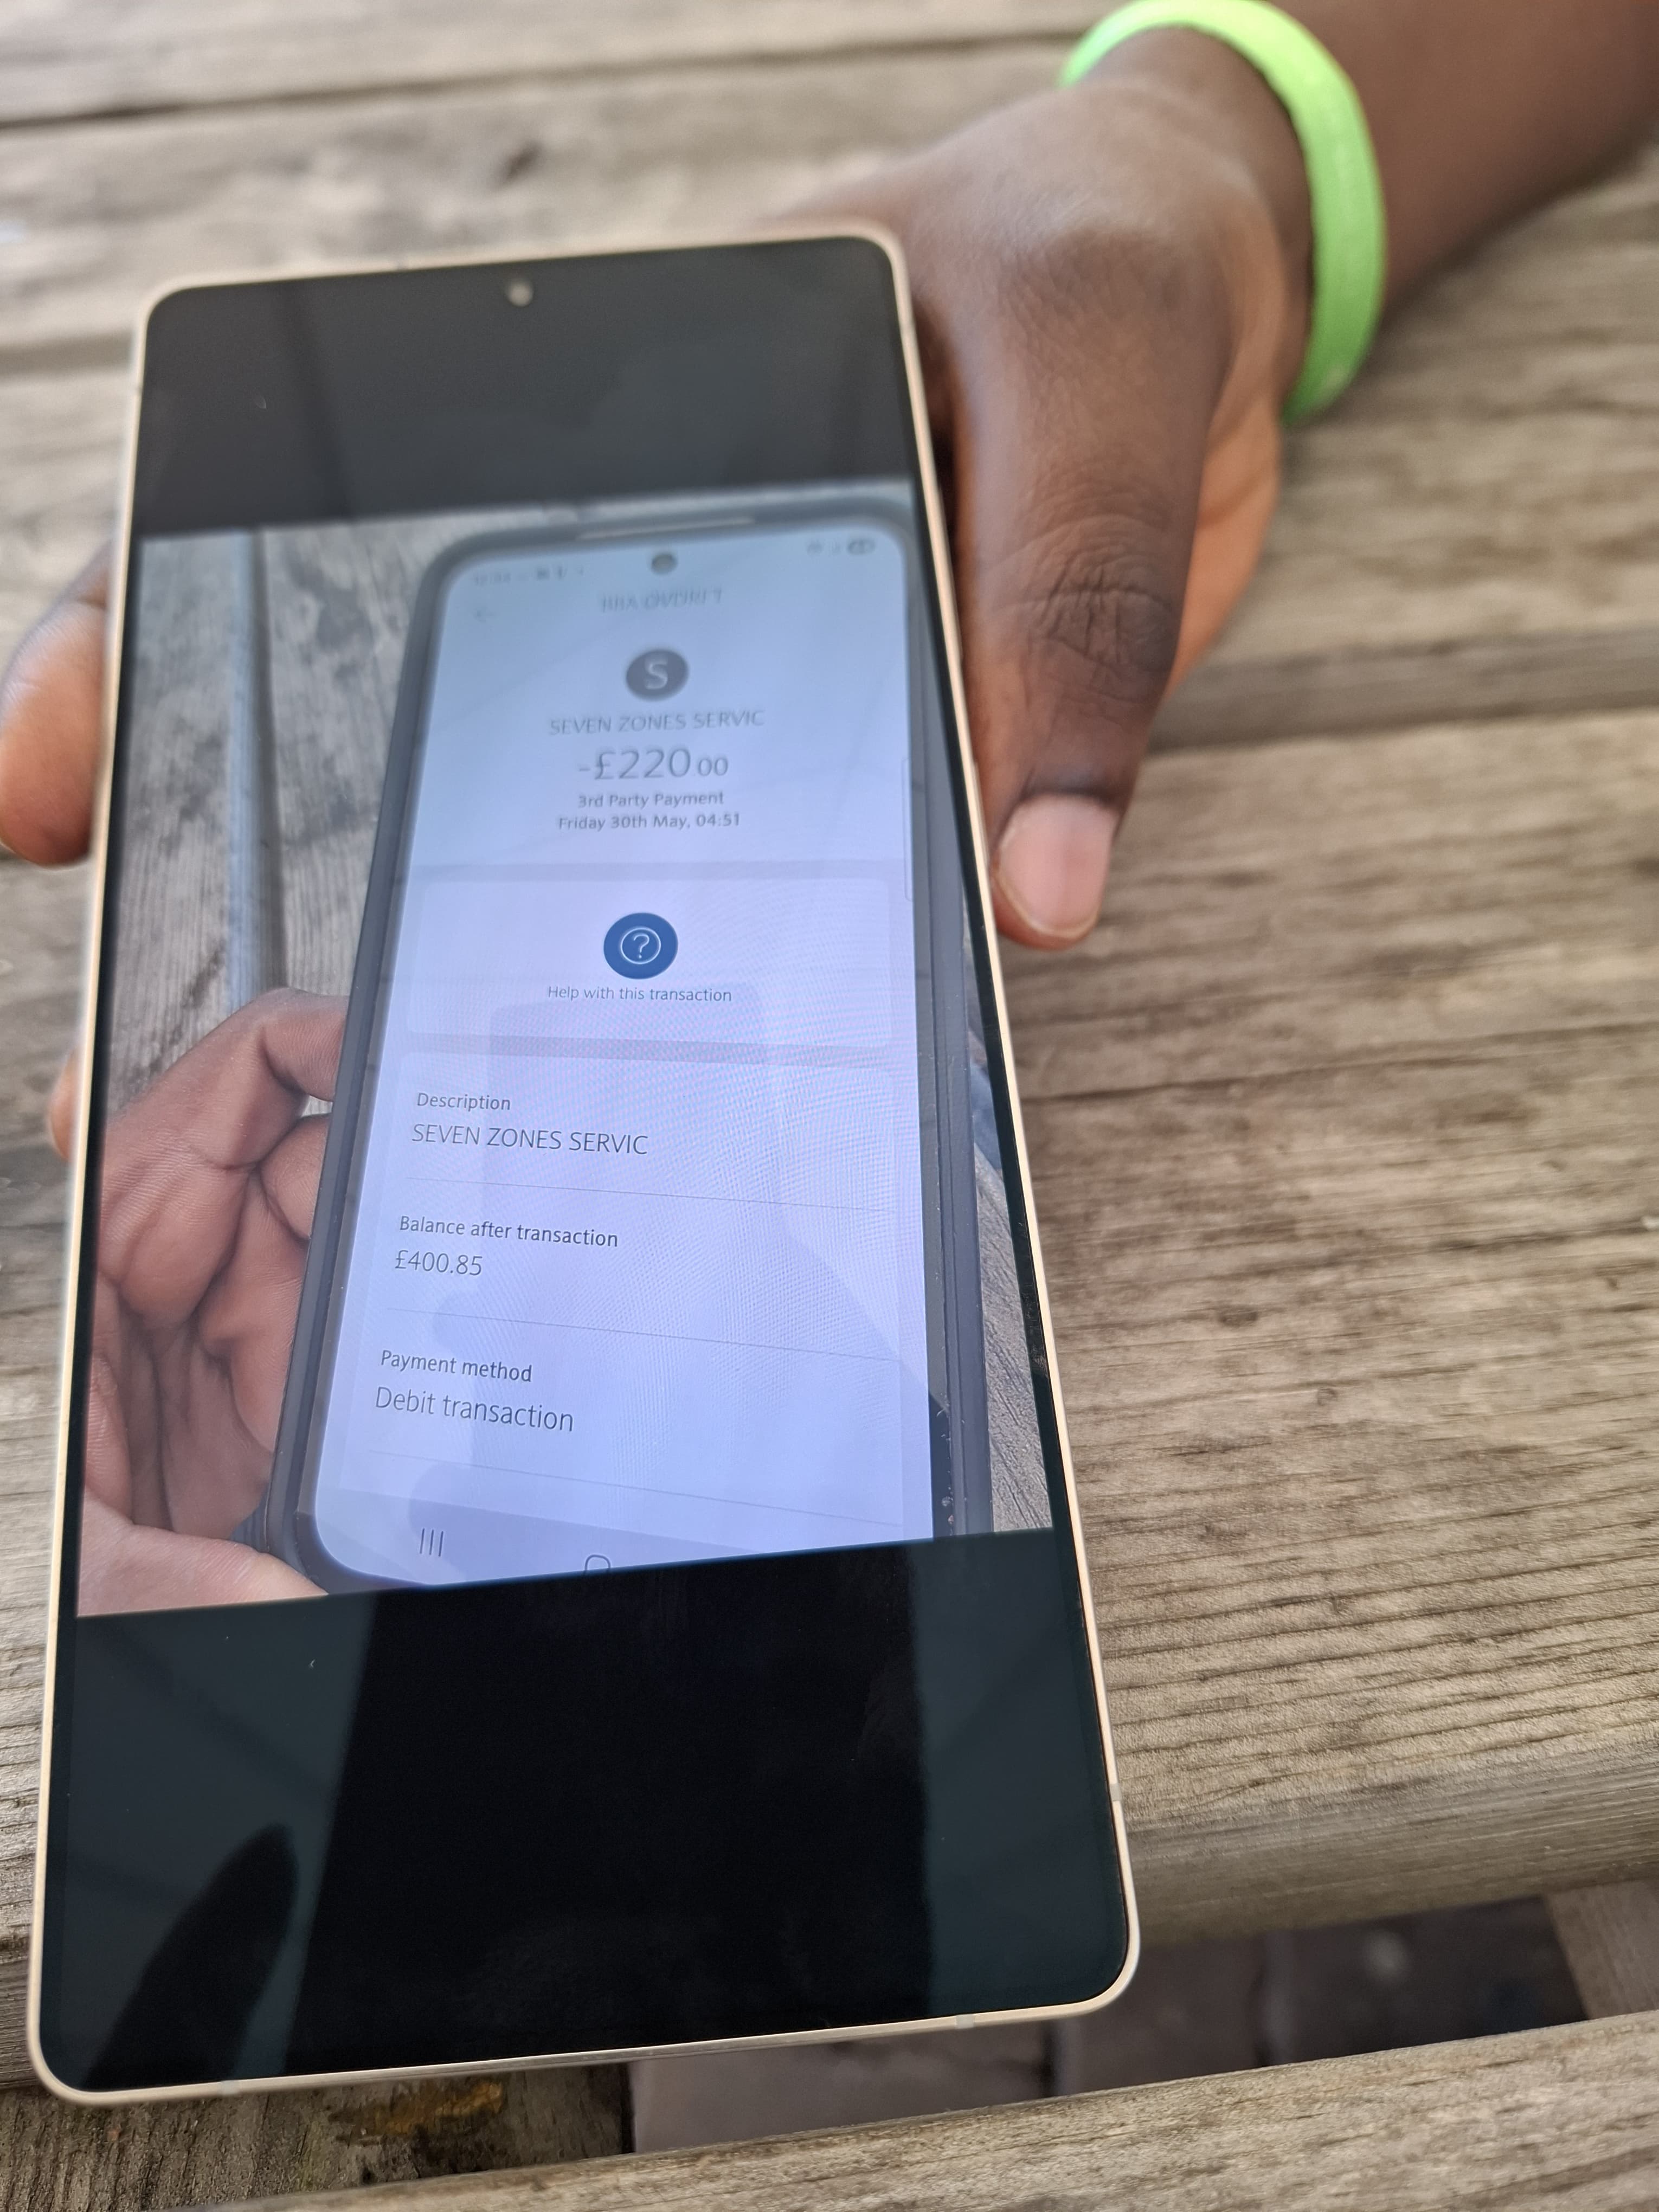 S
SEVEN ZONES SERVIC
-£220.00
3rd Party Payment
Friday 30th May, 04:51
?
Help with this transaction
Description
SEVEN ZONES SERVIC
Balance after transaction
£400.85
Payment method
Debit transaction